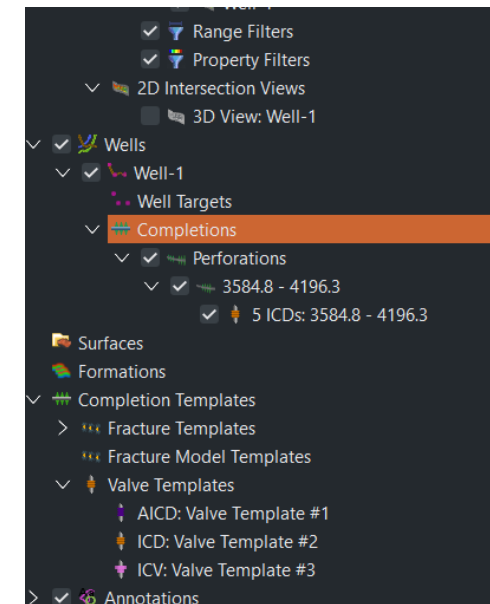 Well-1
Range Filters
Property Filters
2D Intersection Views
3D View: Well-1
Wells
Well-1
Well Targets
Completions
Perforations
3584.8 - 4196.3
5 ICDs: 3584.8 - 4196.3
Surfaces
Formations
Completion Templates
Fracture Templates
Fracture Model Templates
Valve Templates
AICD: Valve Template #1
ICD: Valve Template #2
ICV: Valve Template #3
Annotations